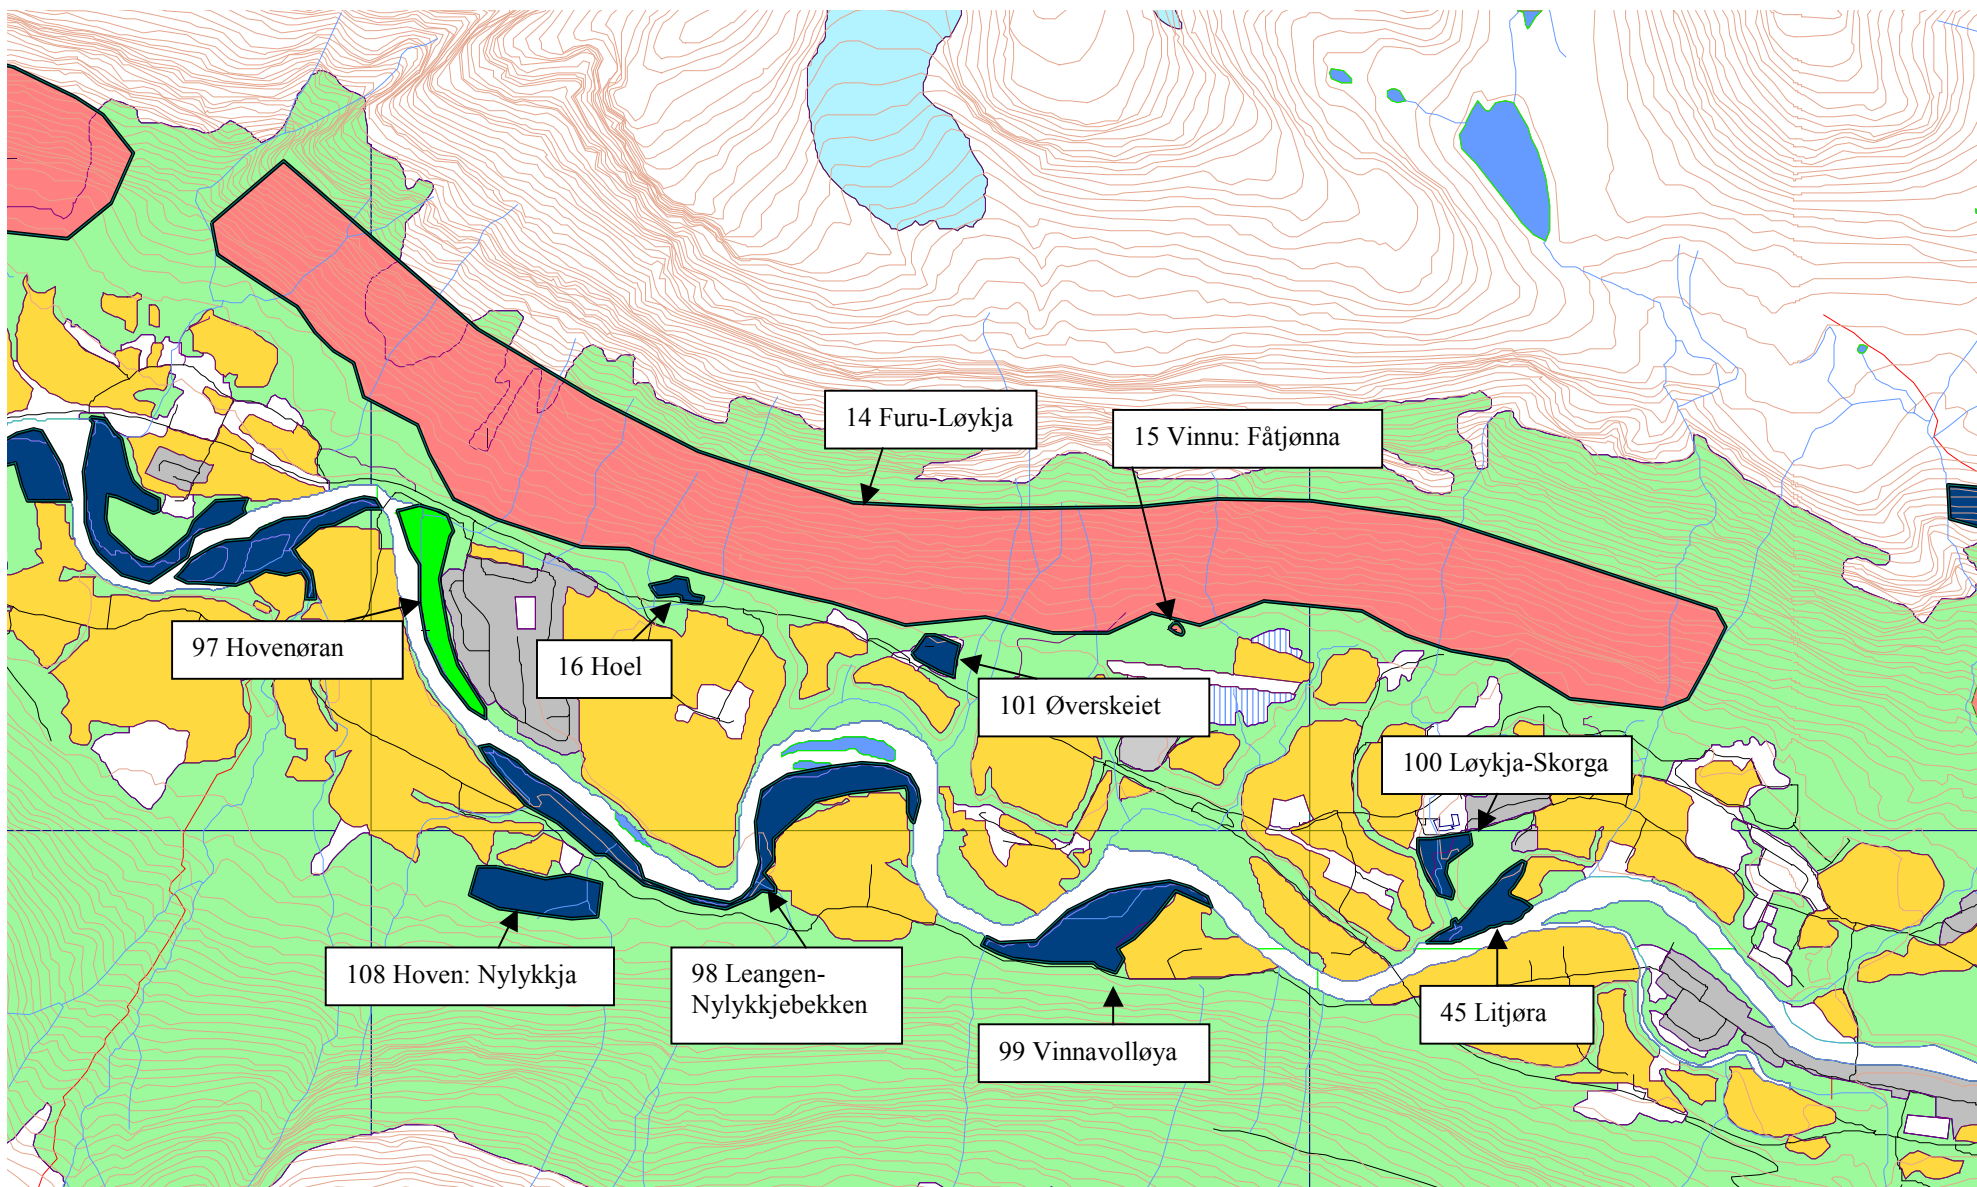 14 Furu-Løykja
15 Vinnu: Fåtjønna
97 Hovenøran
16 Hoel
101 Øverskeiet
100 Løykja-Skorga
108 Hoven: Nylykkja
98 Leangen-
Nylykkjebekken
99 Vinnavolløya
45 Litjøra